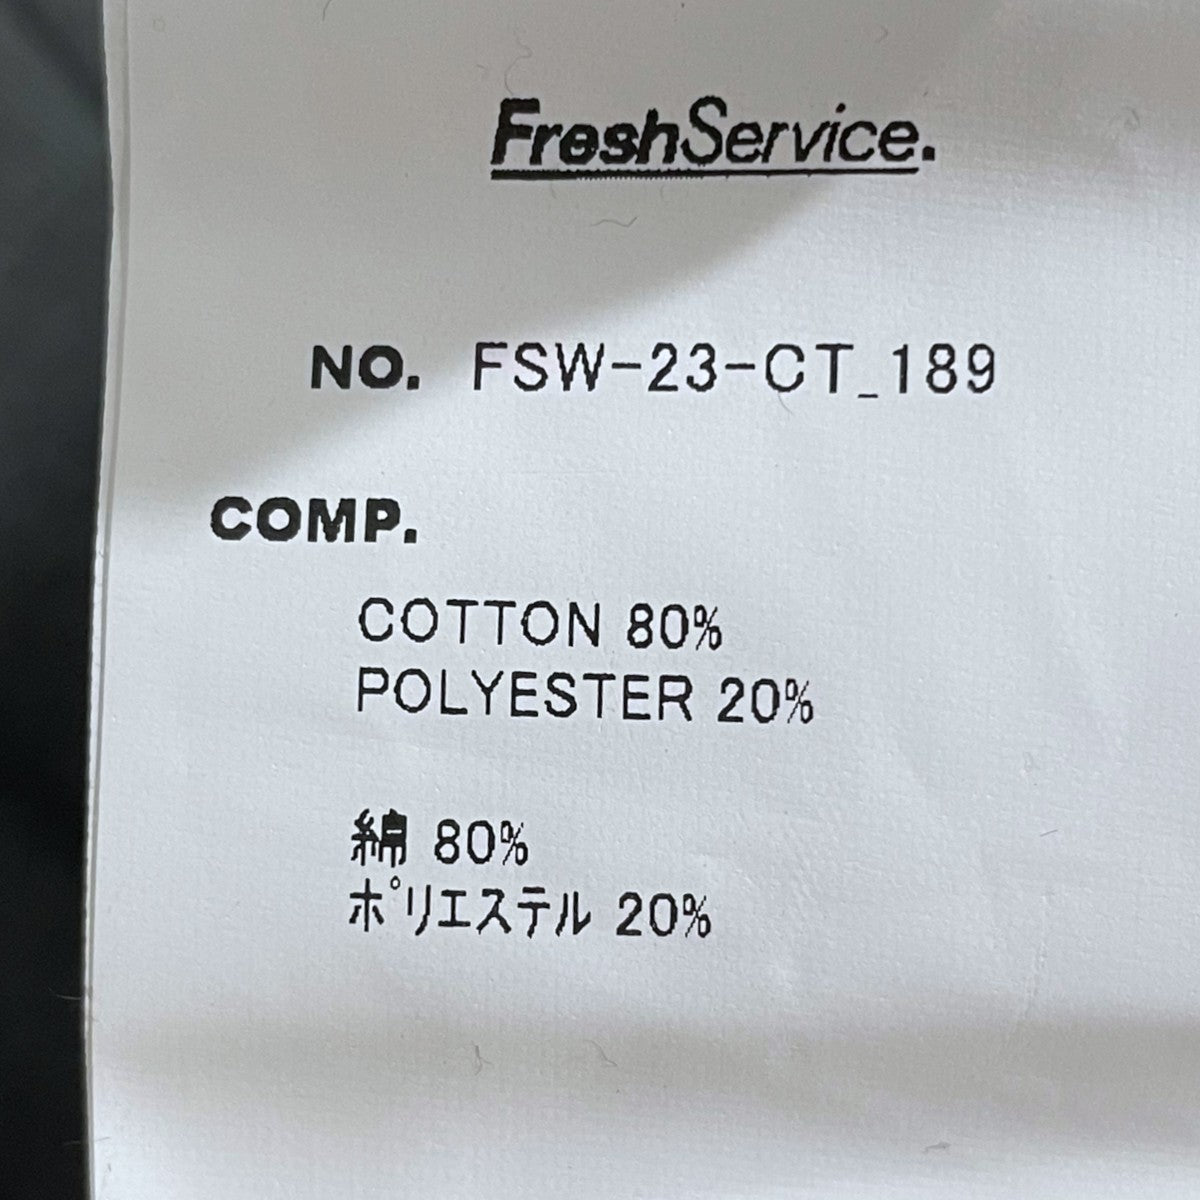 FreshService.
NO. FSW-23-CT_189
COMP.
COTTON 80%
POLYESTER 20%
綿 80%
ポリエステル 20%